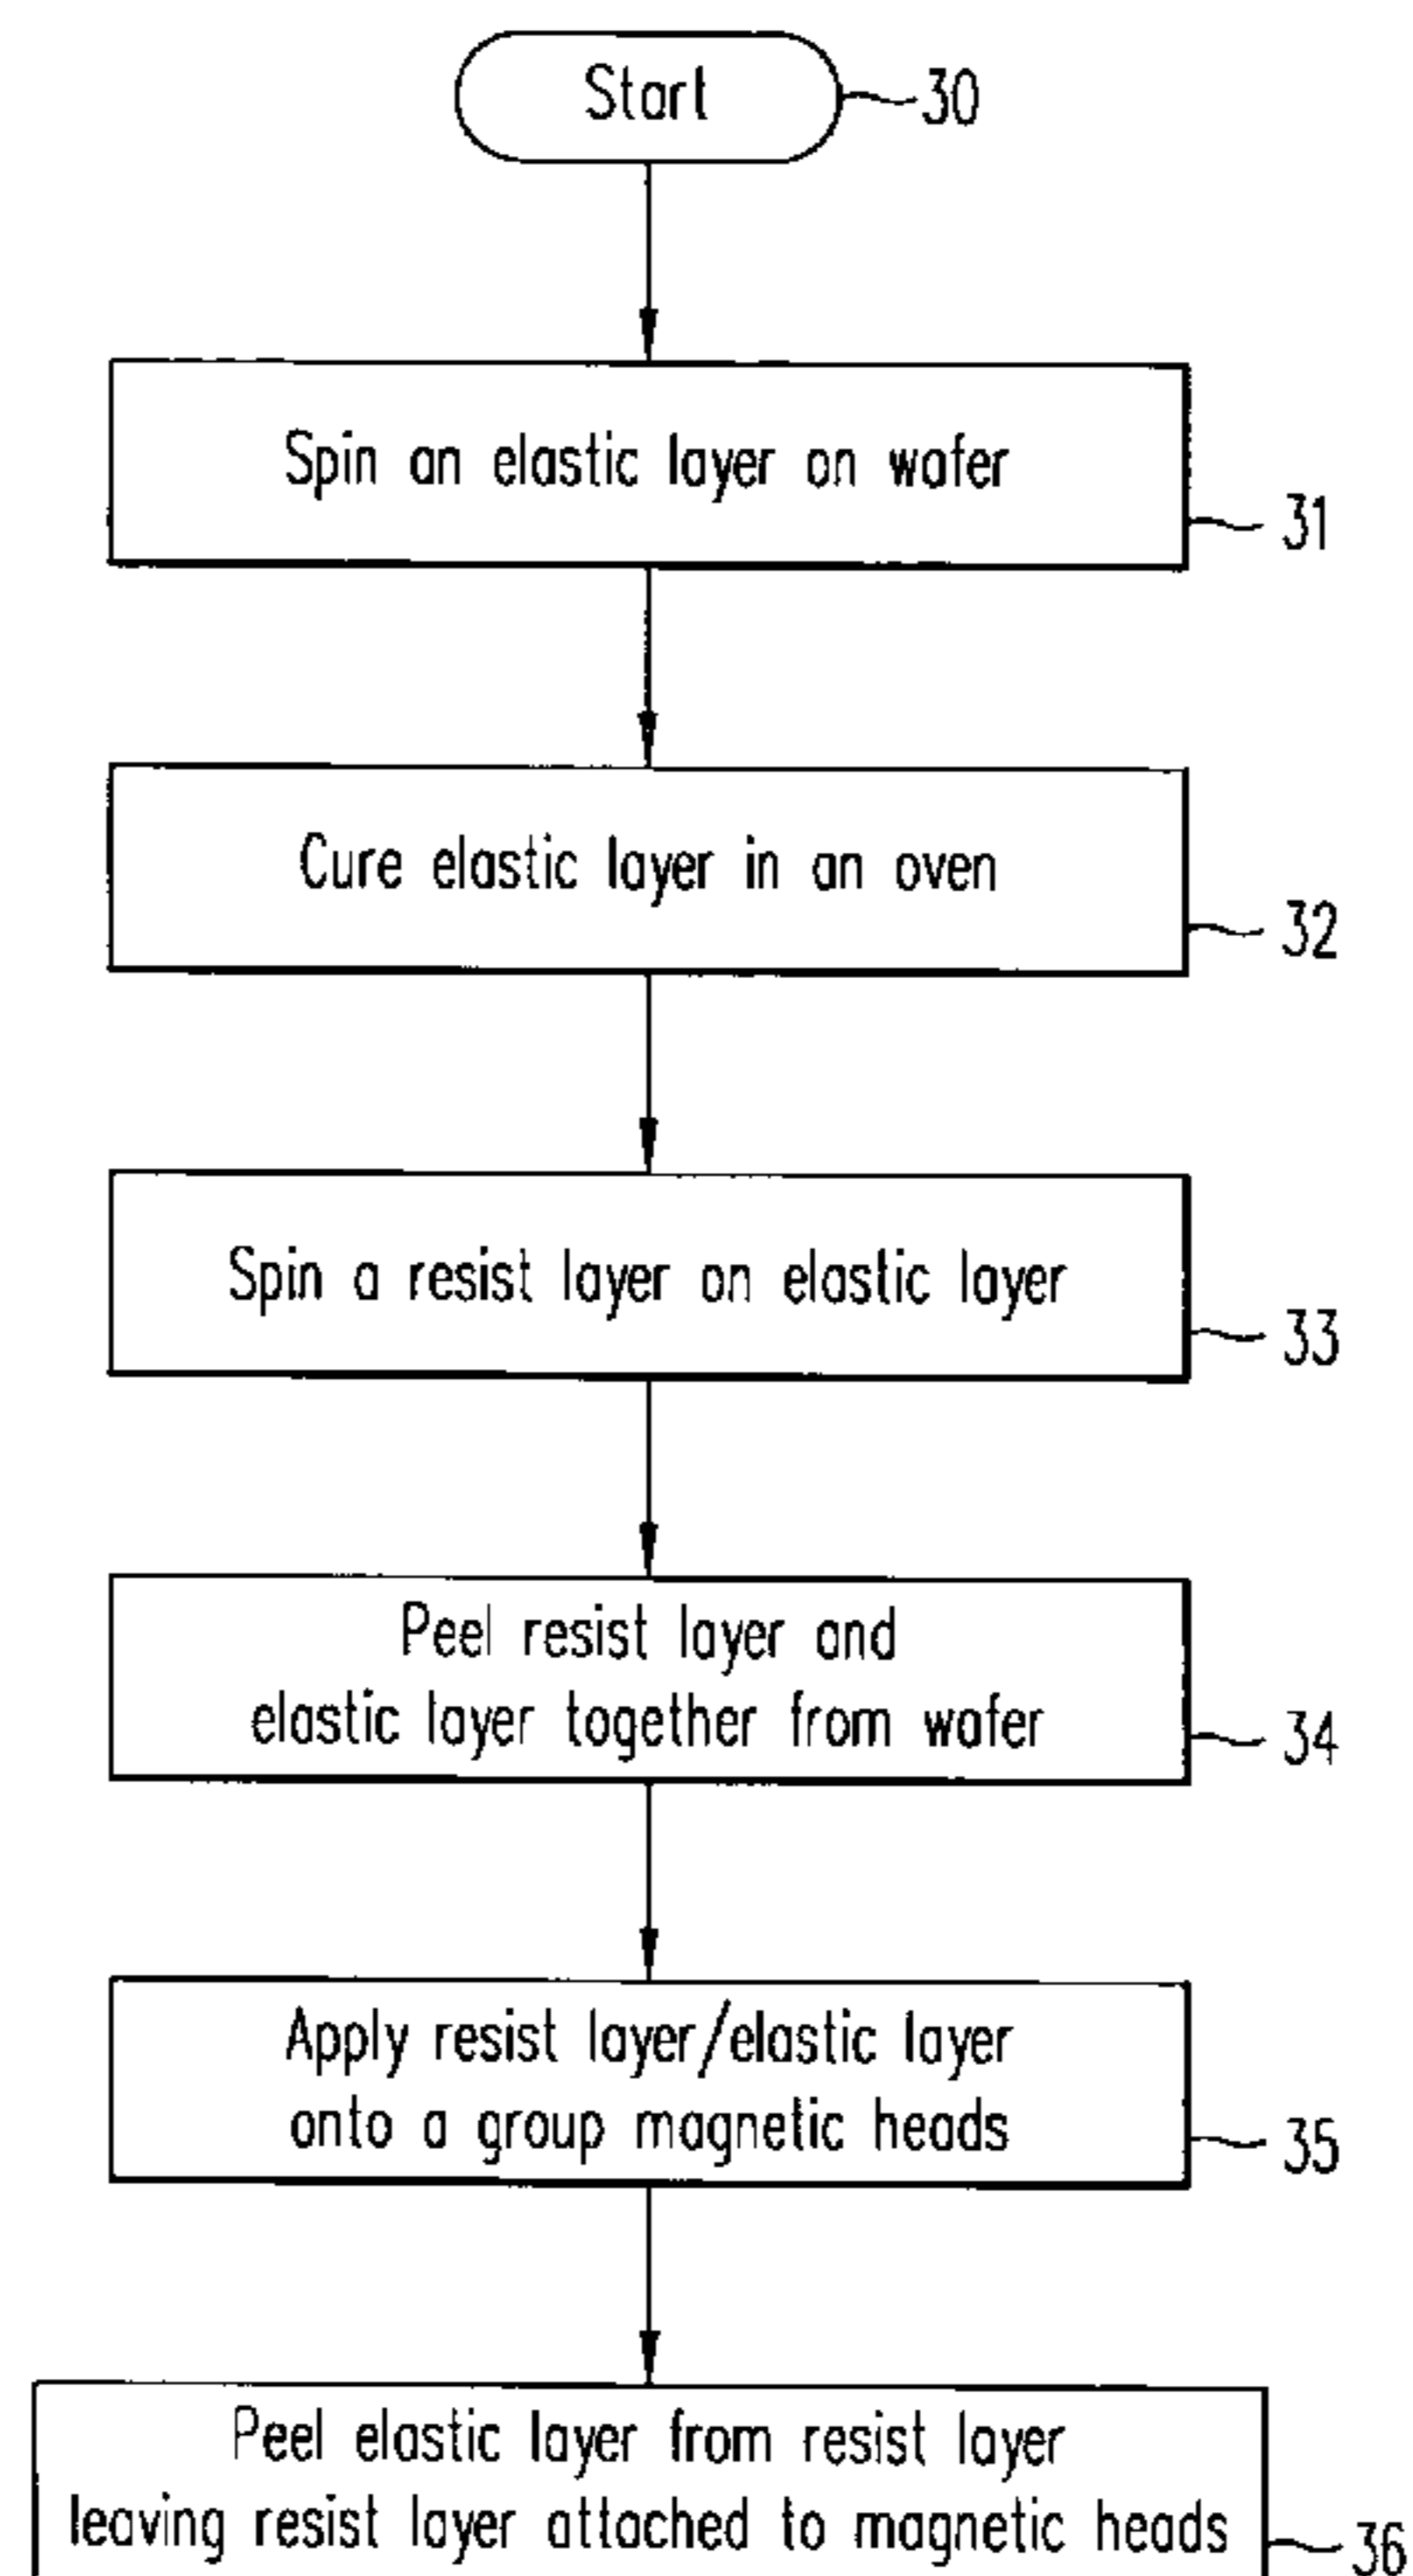 Start
30
Spin an elastic layer on wafer
31
Cure elastic layer in an oven
32
Spin a resist layer on elastic layer
33
Peel resist layer and
elastic layer together from wafer
34
Apply resist layer/elastic layer
onto a group magnetic heads
35
Peel elastic layer from resist layer
leaving resist layer attached to magnetic heads
36